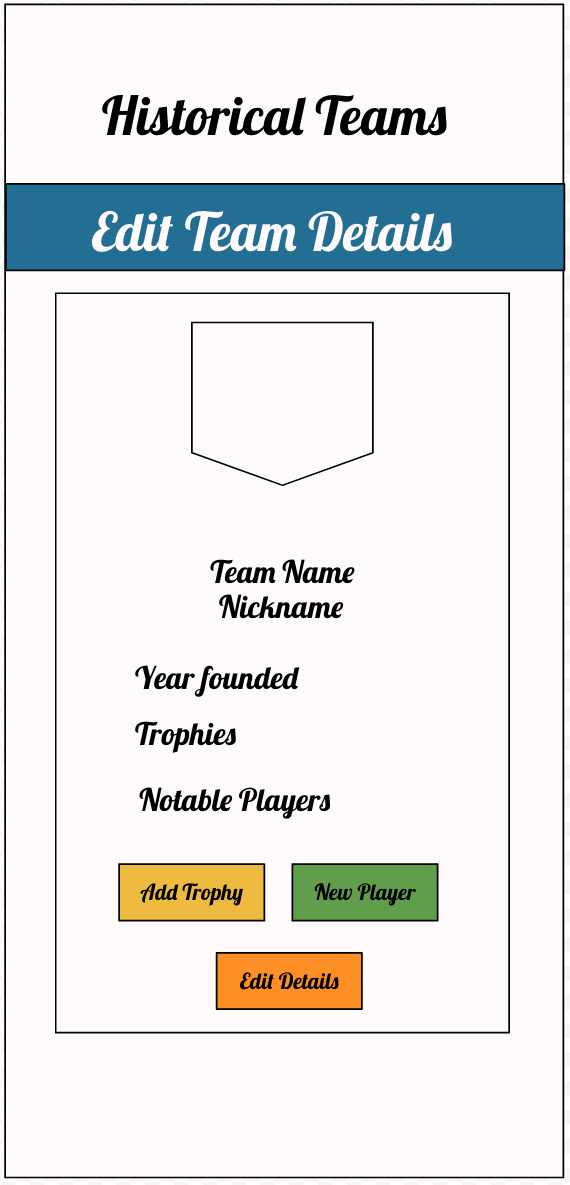 Historical Teams
Edit Team Details
Team Name
Nickname
Year founded
Trophies
Notable Players
Add Trophy
New Player
Edit Details